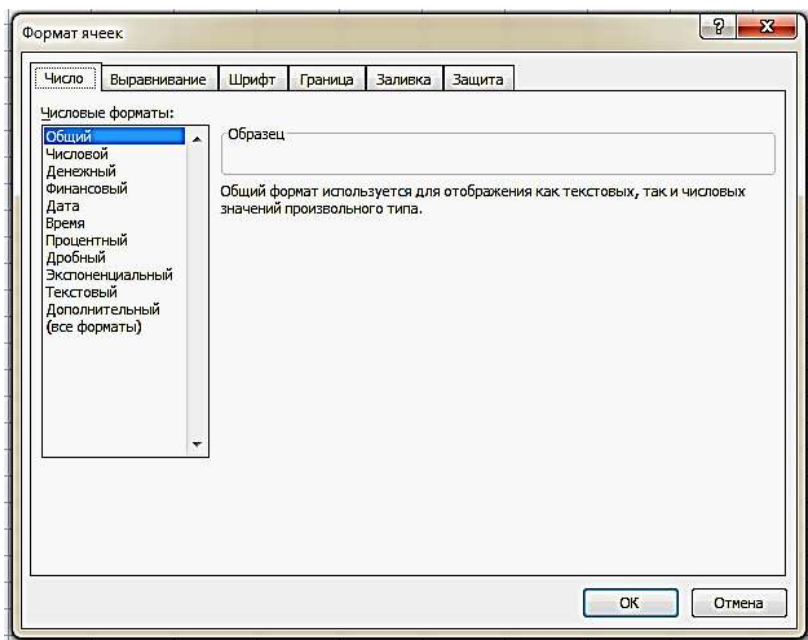 Формат ячеек
Число Выравнивание Шрифт Граница Заливка Защита
Числовые форматы:
Общий
Числовой
Денежный
Финансовый
Дата
Время
Процентный
Дробный
Экспоненциальный
Текстовый
Дополнительный
(все форматы)
Образец
Общий формат используется для отображения как текстовых, так и числовых
значений произвольного типа.
ОК Отмена